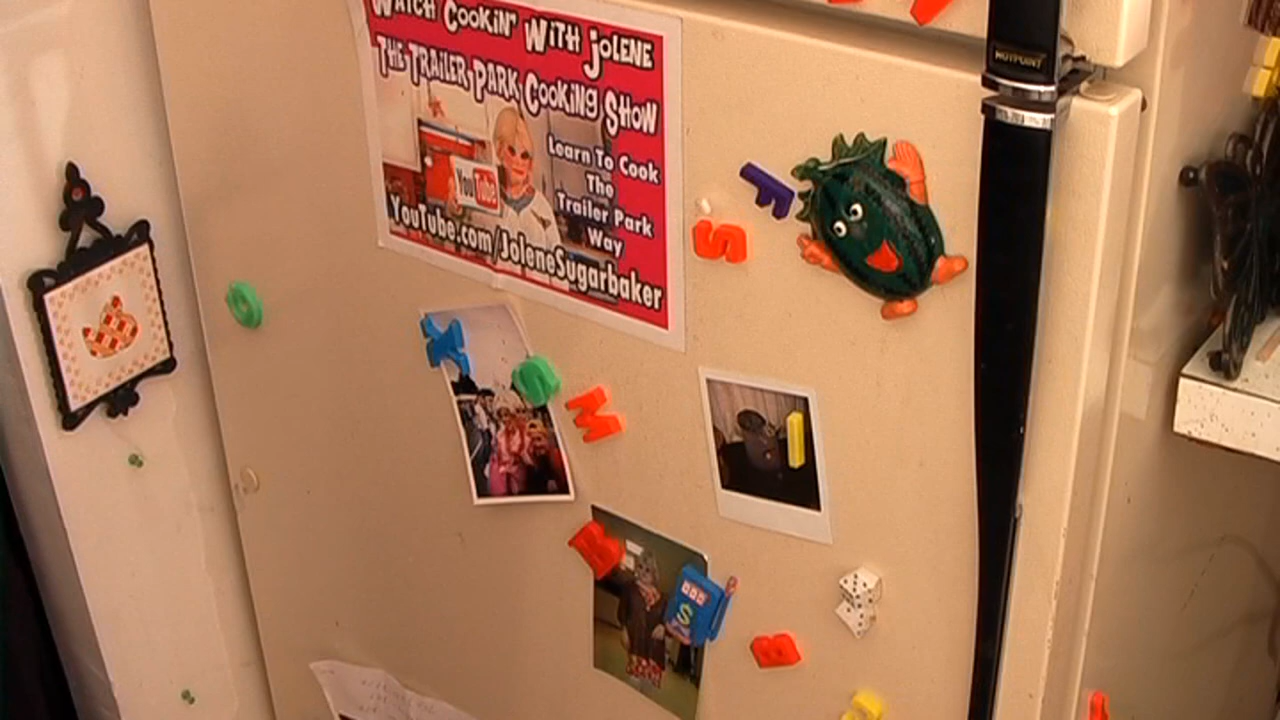 WATCH COOKIN' WITH JOLENE
THE TRAILER PARK COOKING SHOW
Learn To Cook
The
Trailer Park
Way
YouTube
YouTube.com/JoleneSugarbaker
HOTPOINT
F
S
O
X
M
$